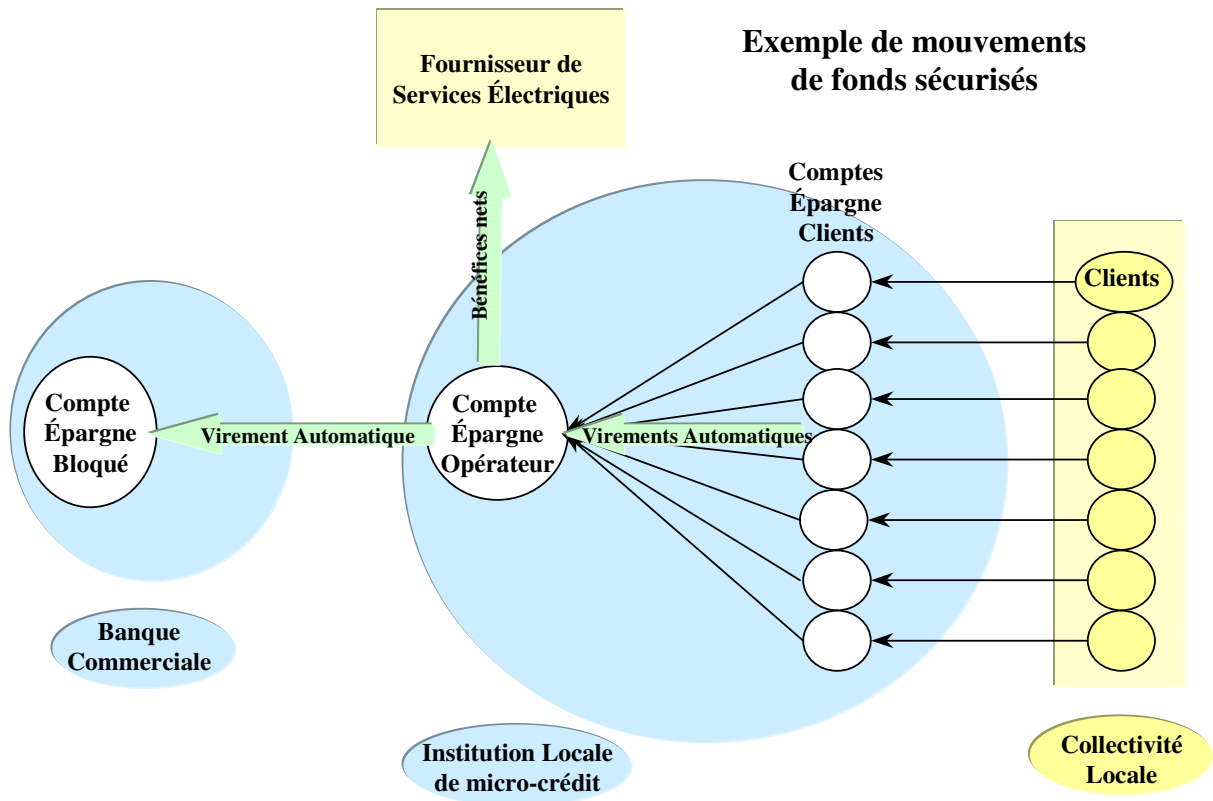 Exemple de mouvements
de fonds sécurisés
Fournisseur de
Services Électriques
Bénéfices nets
Comptes
Épargne
Clients
Clients
Compte
Épargne
Bloqué
Virement Automatique
Compte
Épargne
Opérateur
Virements Automatiques
Banque
Commerciale
Institution Locale
de micro-crédit
Collectivité
Locale